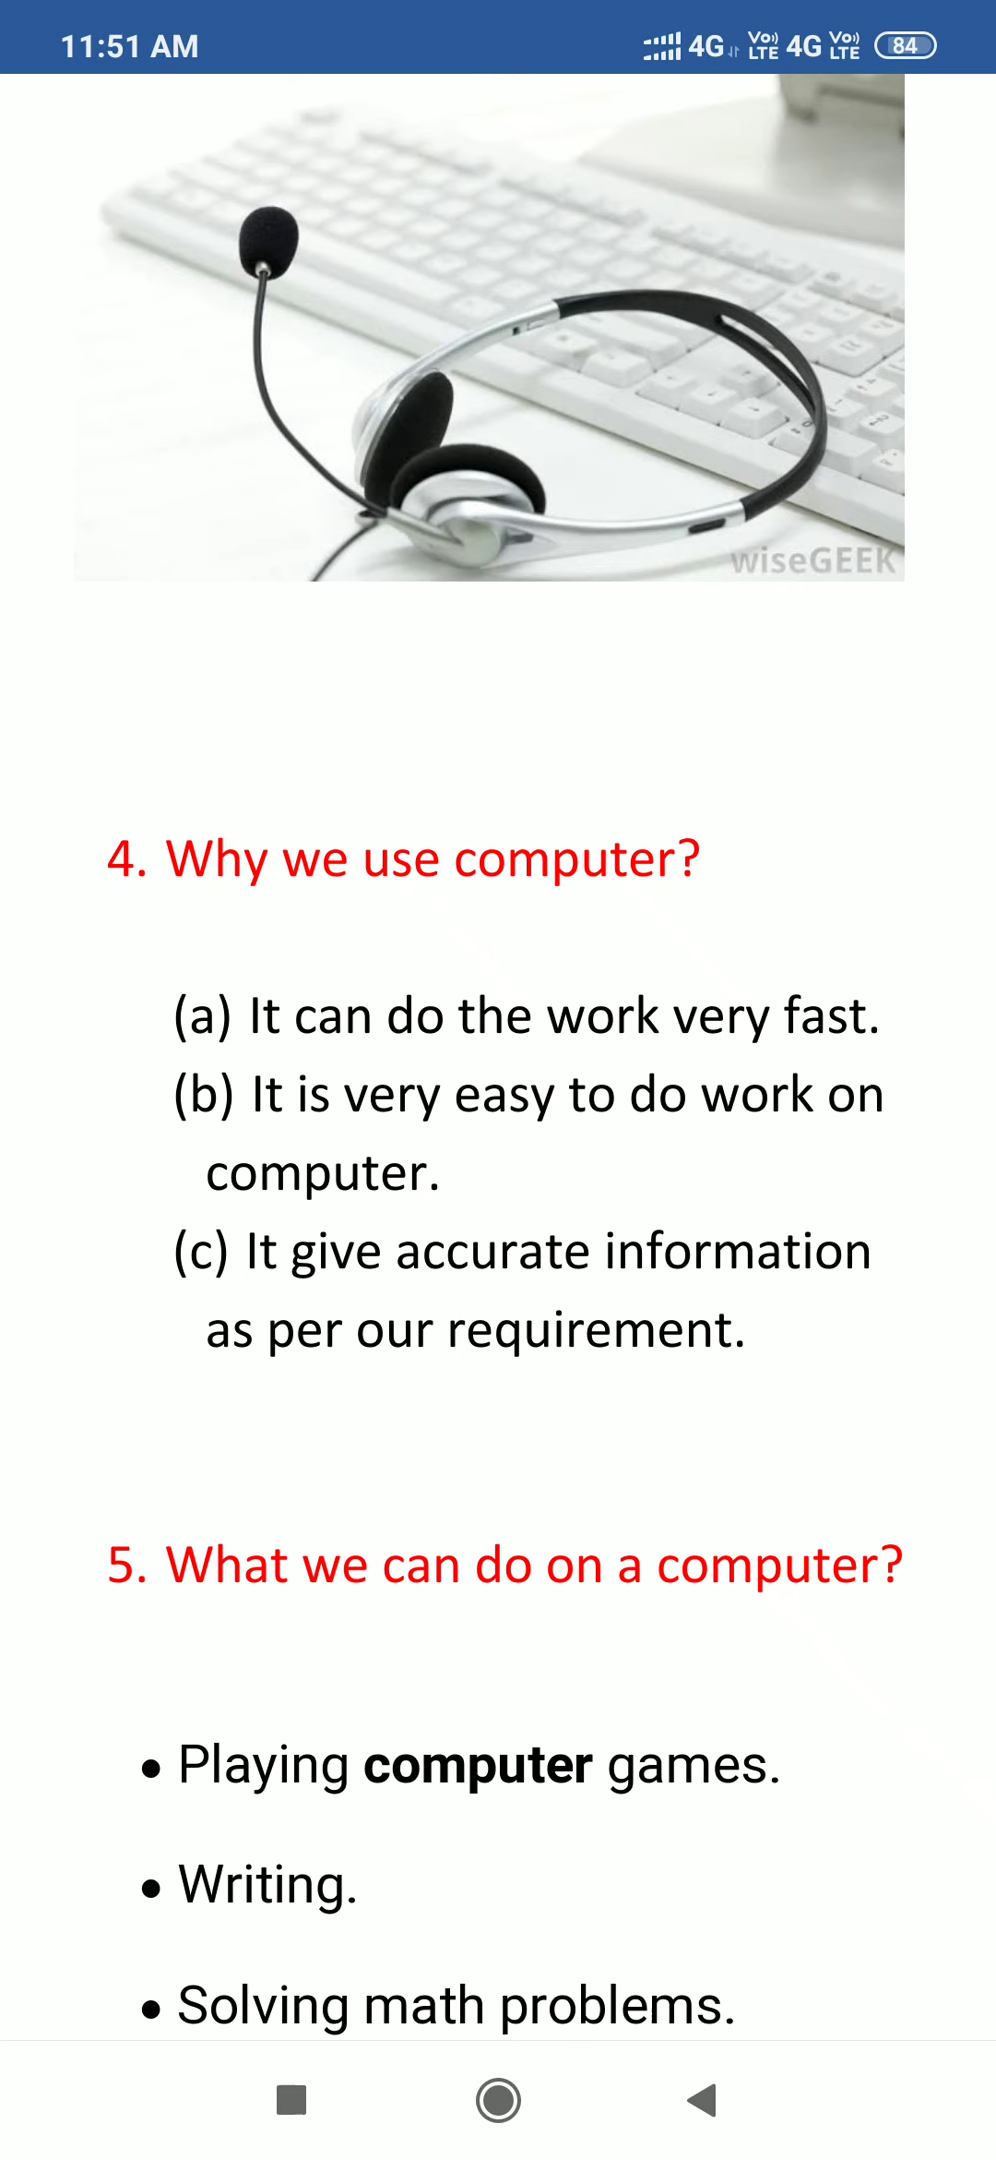 11:51 AM 4G Vo)) LTE 4G Vo)) LTE 84
wiseGEEK
4. Why we use computer?
(a) It can do the work very fast.
(b) It is very easy to do work on
computer.
(c) It give accurate information
as per our requirement.
5. What we can do on a computer?
• Playing computer games.
• Writing.
• Solving math problems.